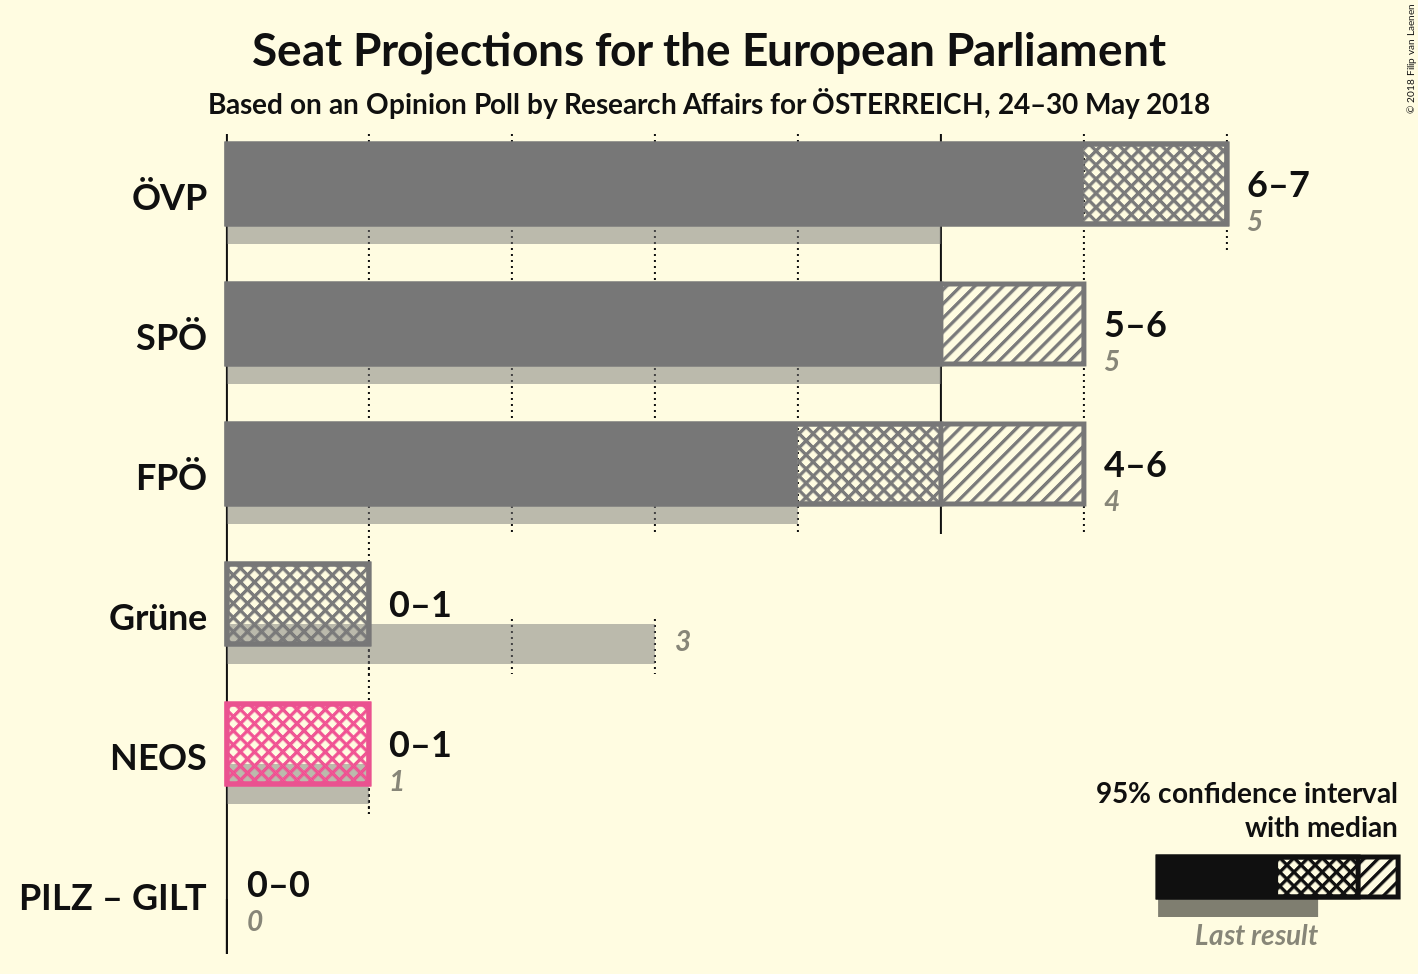 Seat Projections for the European Parliament
Based on an Opinion Poll by Research Affairs for ÖSTERREICH, 24–30 May 2018
© 2018 Filip van Laenen
ÖVP
6–7
5
SPÖ
5–6
5
FPÖ
4–6
4
Grüne
0–1
3
NEOS
0–1
1
PILZ – GILT
0–0
0
95% confidence interval
with median
Last result